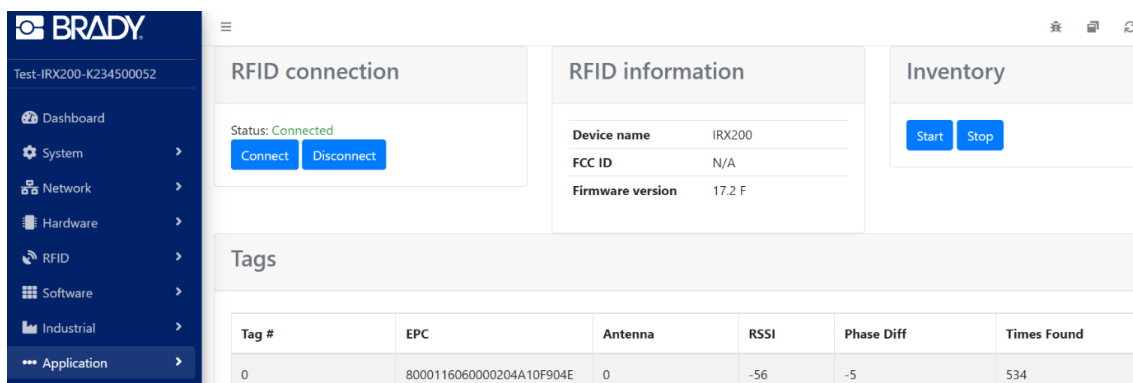 BRADY.
Test-IRX200-K234500052
Dashboard
System
Network
Hardware
RFID
Software
Industrial
Application
RFID connection
Status: Connected
Connect Disconnect
RFID information
Device name IRX200
FCC ID N/A
Firmware version 17.2 F
Inventory
Start Stop
Tags
Tag # EPC Antenna RSSI Phase Diff Times Found
0 8000116060000204A10F904E 0 -56 -5 534